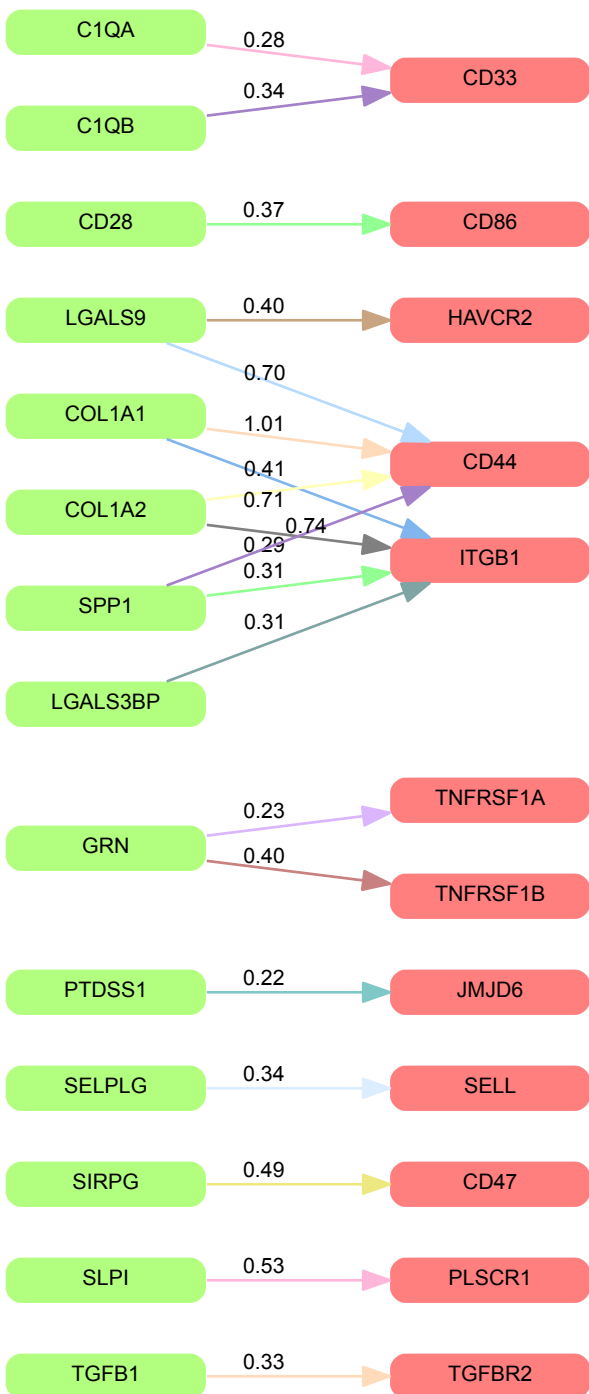 C1QA
0.28
CD33
0.34
C1QB
CD28
0.37
CD86
LGALS9
0.40
HAVCR2
0.70
COL1A1
1.01
CD44
0.41
COL1A2
0.71
0.74
0.29
ITGB1
0.31
SPP1
0.31
LGALS3BP
TNFRSF1A
0.23
GRN
0.40
TNFRSF1B
PTDSS1
0.22
JMJD6
SELPLG
0.34
SELL
SIRPG
0.49
CD47
SLPI
0.53
PLSCR1
TGFB1
0.33
TGFBR2